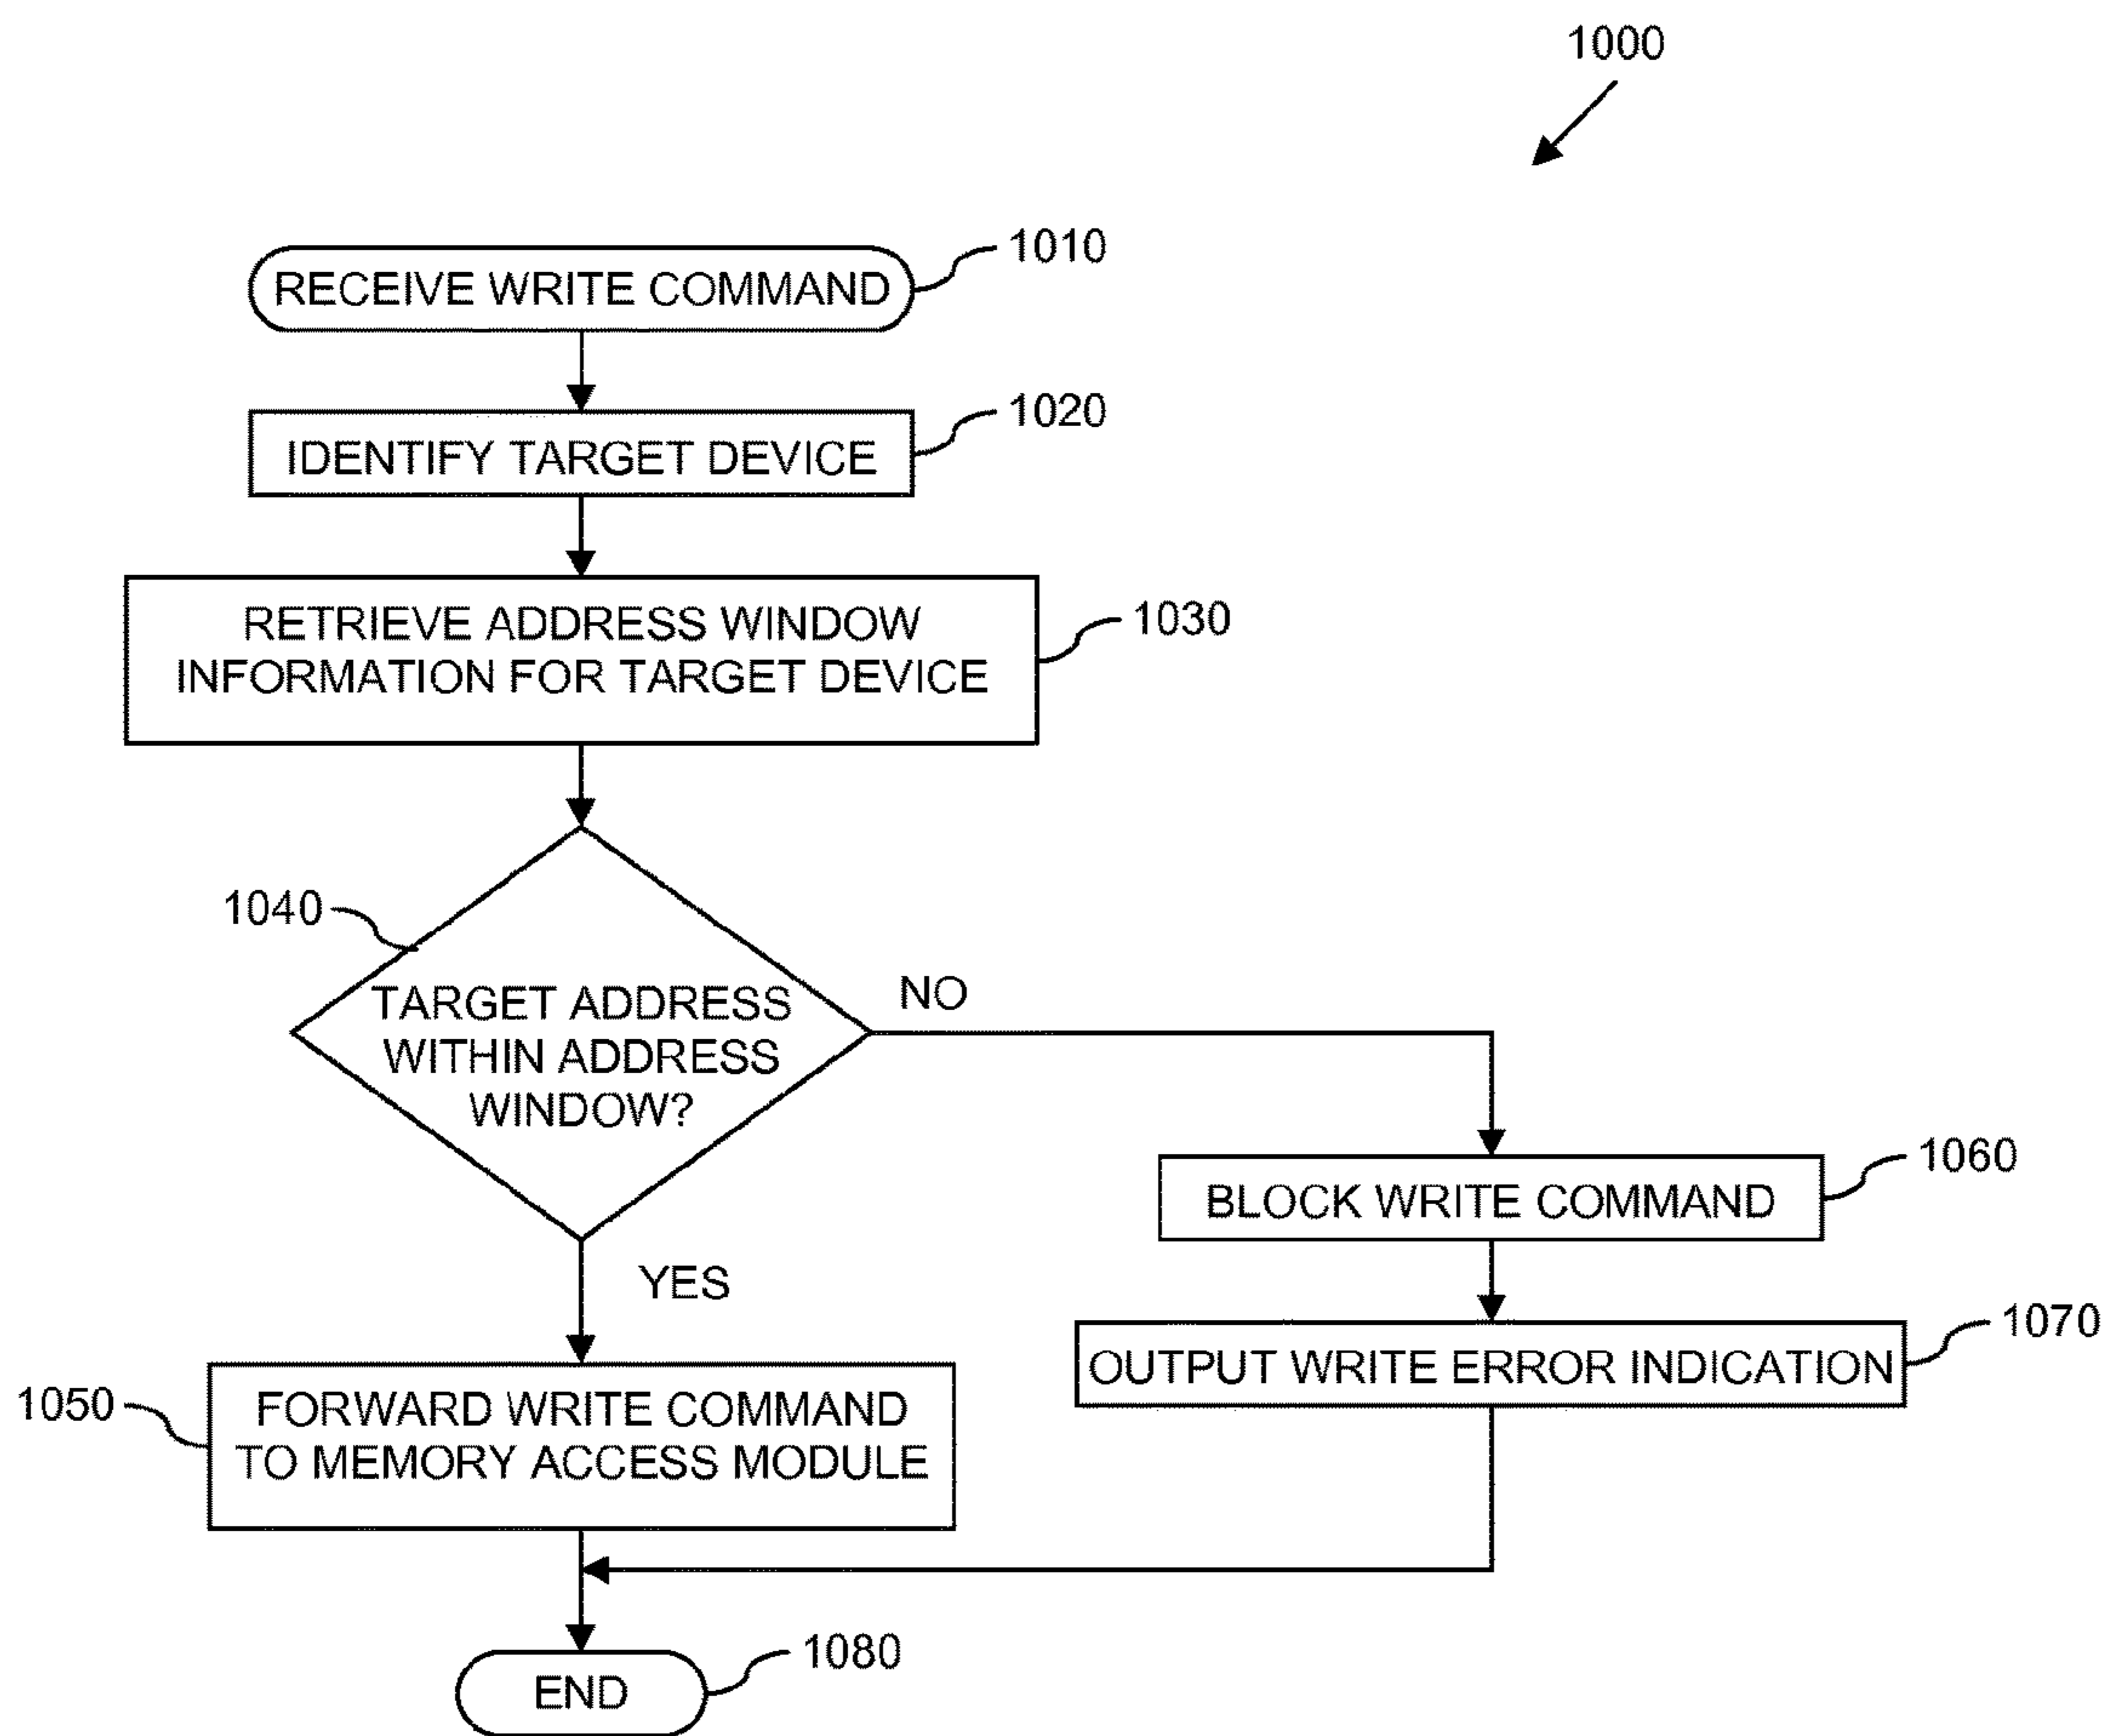 1000
RECEIVE WRITE COMMAND
1010
IDENTIFY TARGET DEVICE
1020
RETRIEVE ADDRESS WINDOW
INFORMATION FOR TARGET DEVICE
1030
1040
TARGET ADDRESS
WITHIN ADDRESS
WINDOW?
NO
YES
BLOCK WRITE COMMAND
1060
OUTPUT WRITE ERROR INDICATION
1070
1050
FORWARD WRITE COMMAND
TO MEMORY ACCESS MODULE
END
1080